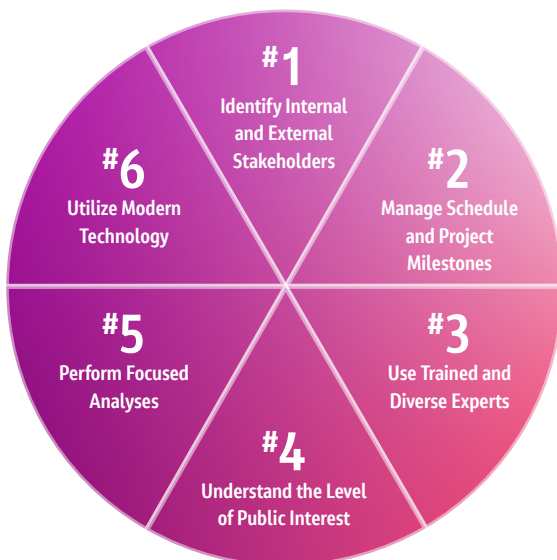 #1
Identify Internal
and External
Stakeholders
#2
Manage Schedule
and Project
Milestones
#3
Use Trained and
Diverse Experts
#4
Understand the Level
of Public Interest
#5
Perform Focused
Analyses
#6
Utilize Modern
Technology